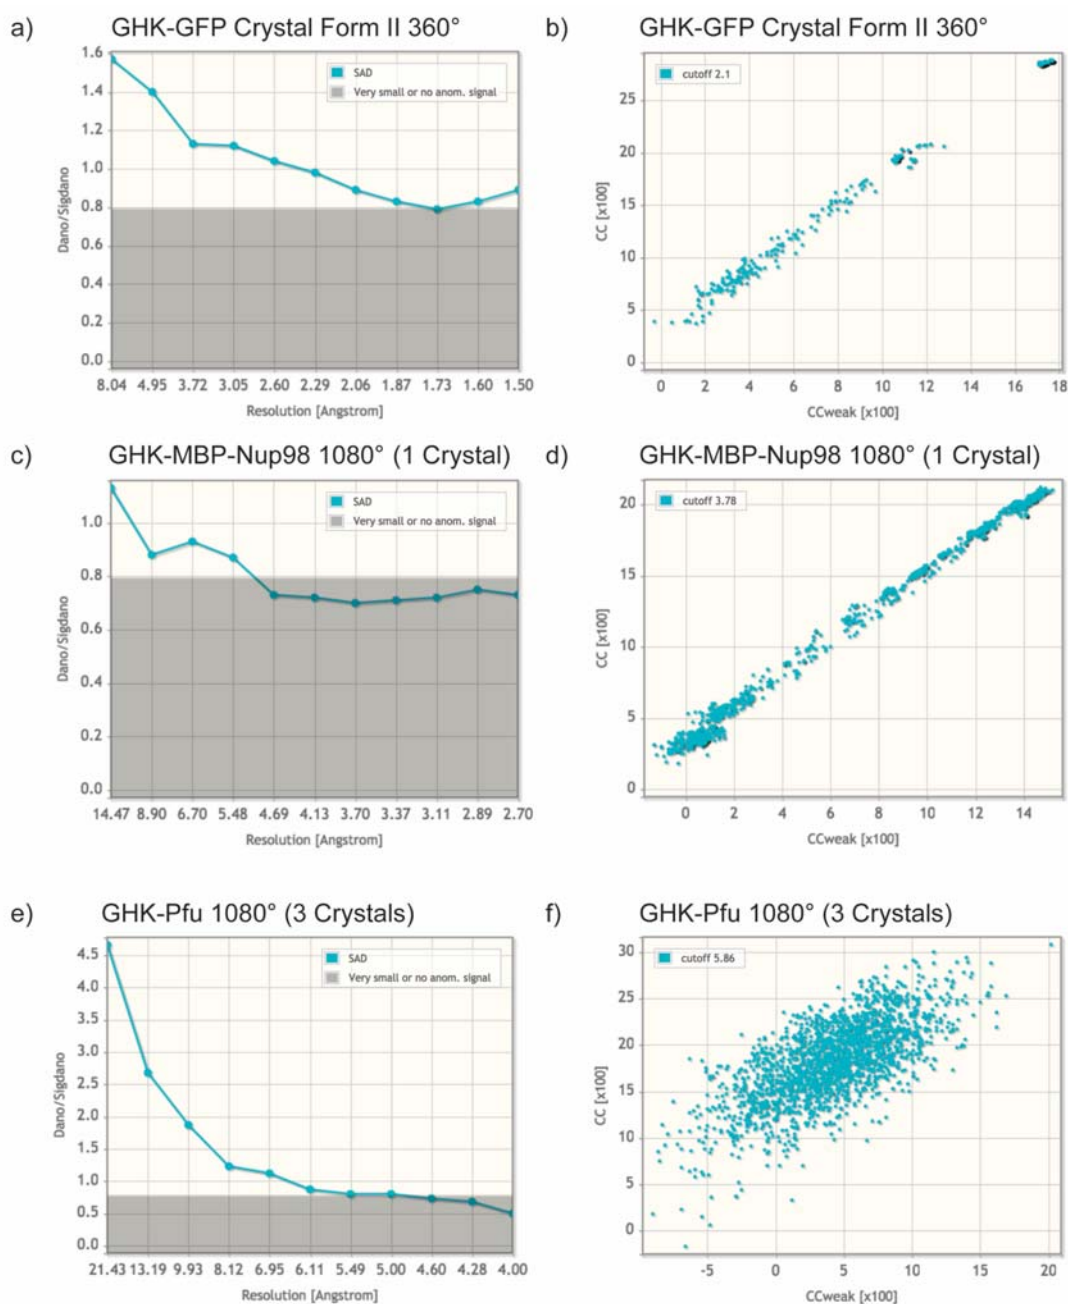 a) GHK-GFP Crystal Form II 360°
1.6
1.4
1.2
1.0
0.8
0.6
0.4
0.2
0.0
Dano/Sigdano
SAD
Very small or no anom. signal
8.04 4.95 3.72 3.05 2.60 2.29 2.06 1.87 1.73 1.60 1.50
Resolution [Angstrom]
b) GHK-GFP Crystal Form II 360°
cutoff 2.1
25
20
15
10
5
0
CC [x100]
0 2 4 6 8 10 12 14 16 18
CCweak [x100]
c) GHK-MBP-Nup98 1080° (1 Crystal)
1.0
0.8
0.6
0.4
0.2
0.0
Dano/Sigdano
SAD
Very small or no anom. signal
14.47 8.90 6.70 5.48 4.69 4.13 3.70 3.37 3.11 2.89 2.70
Resolution [Angstrom]
d) GHK-MBP-Nup98 1080° (1 Crystal)
cutoff 3.78
20
15
10
5
0
CC [x100]
0 2 4 6 8 10 12 14
CCweak [x100]
e) GHK-Pfu 1080° (3 Crystals)
4.5
4.0
3.5
3.0
2.5
2.0
1.5
1.0
0.5
0.0
Dano/Sigdano
SAD
Very small or no anom. signal
21.43 13.19 9.93 8.12 6.95 6.11 5.49 5.00 4.60 4.28 4.00
Resolution [Angstrom]
f) GHK-Pfu 1080° (3 Crystals)
cutoff 5.86
30
25
20
15
10
5
0
CC [x100]
-5 0 5 10 15 20
CCweak [x100]